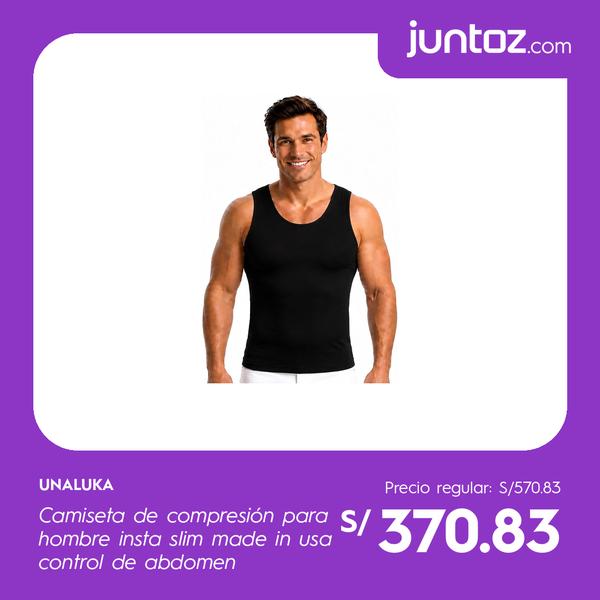 juntoz.com
UNALUKA
Camiseta de compresión para
hombre insta slim made in usa
control de abdomen
Precio regular: S/570.83
S/ 370.83